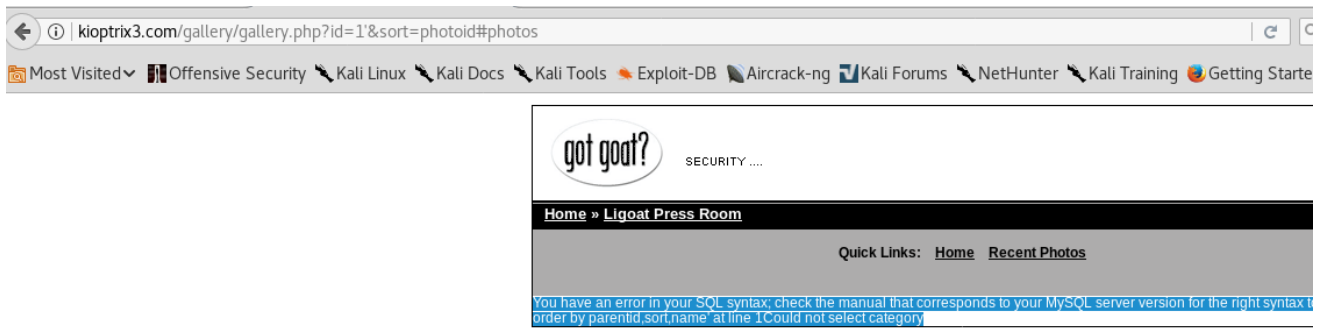 kioptrix3.com/gallery/gallery.php?id=1'&sort=photoid#photos
Most Visited Offensive Security Kali Linux Kali Docs Kali Tools Exploit-DB Aircrack-ng Kali Forums NetHunter Kali Training Getting Starte
got goat? SECURITY ....
Home » Ligoat Press Room
Quick Links: Home Recent Photos
You have an error in your SQL syntax; check the manual that corresponds to your MySQL server version for the right syntax to
order by parentid,sort,name' at line 1Could not select category